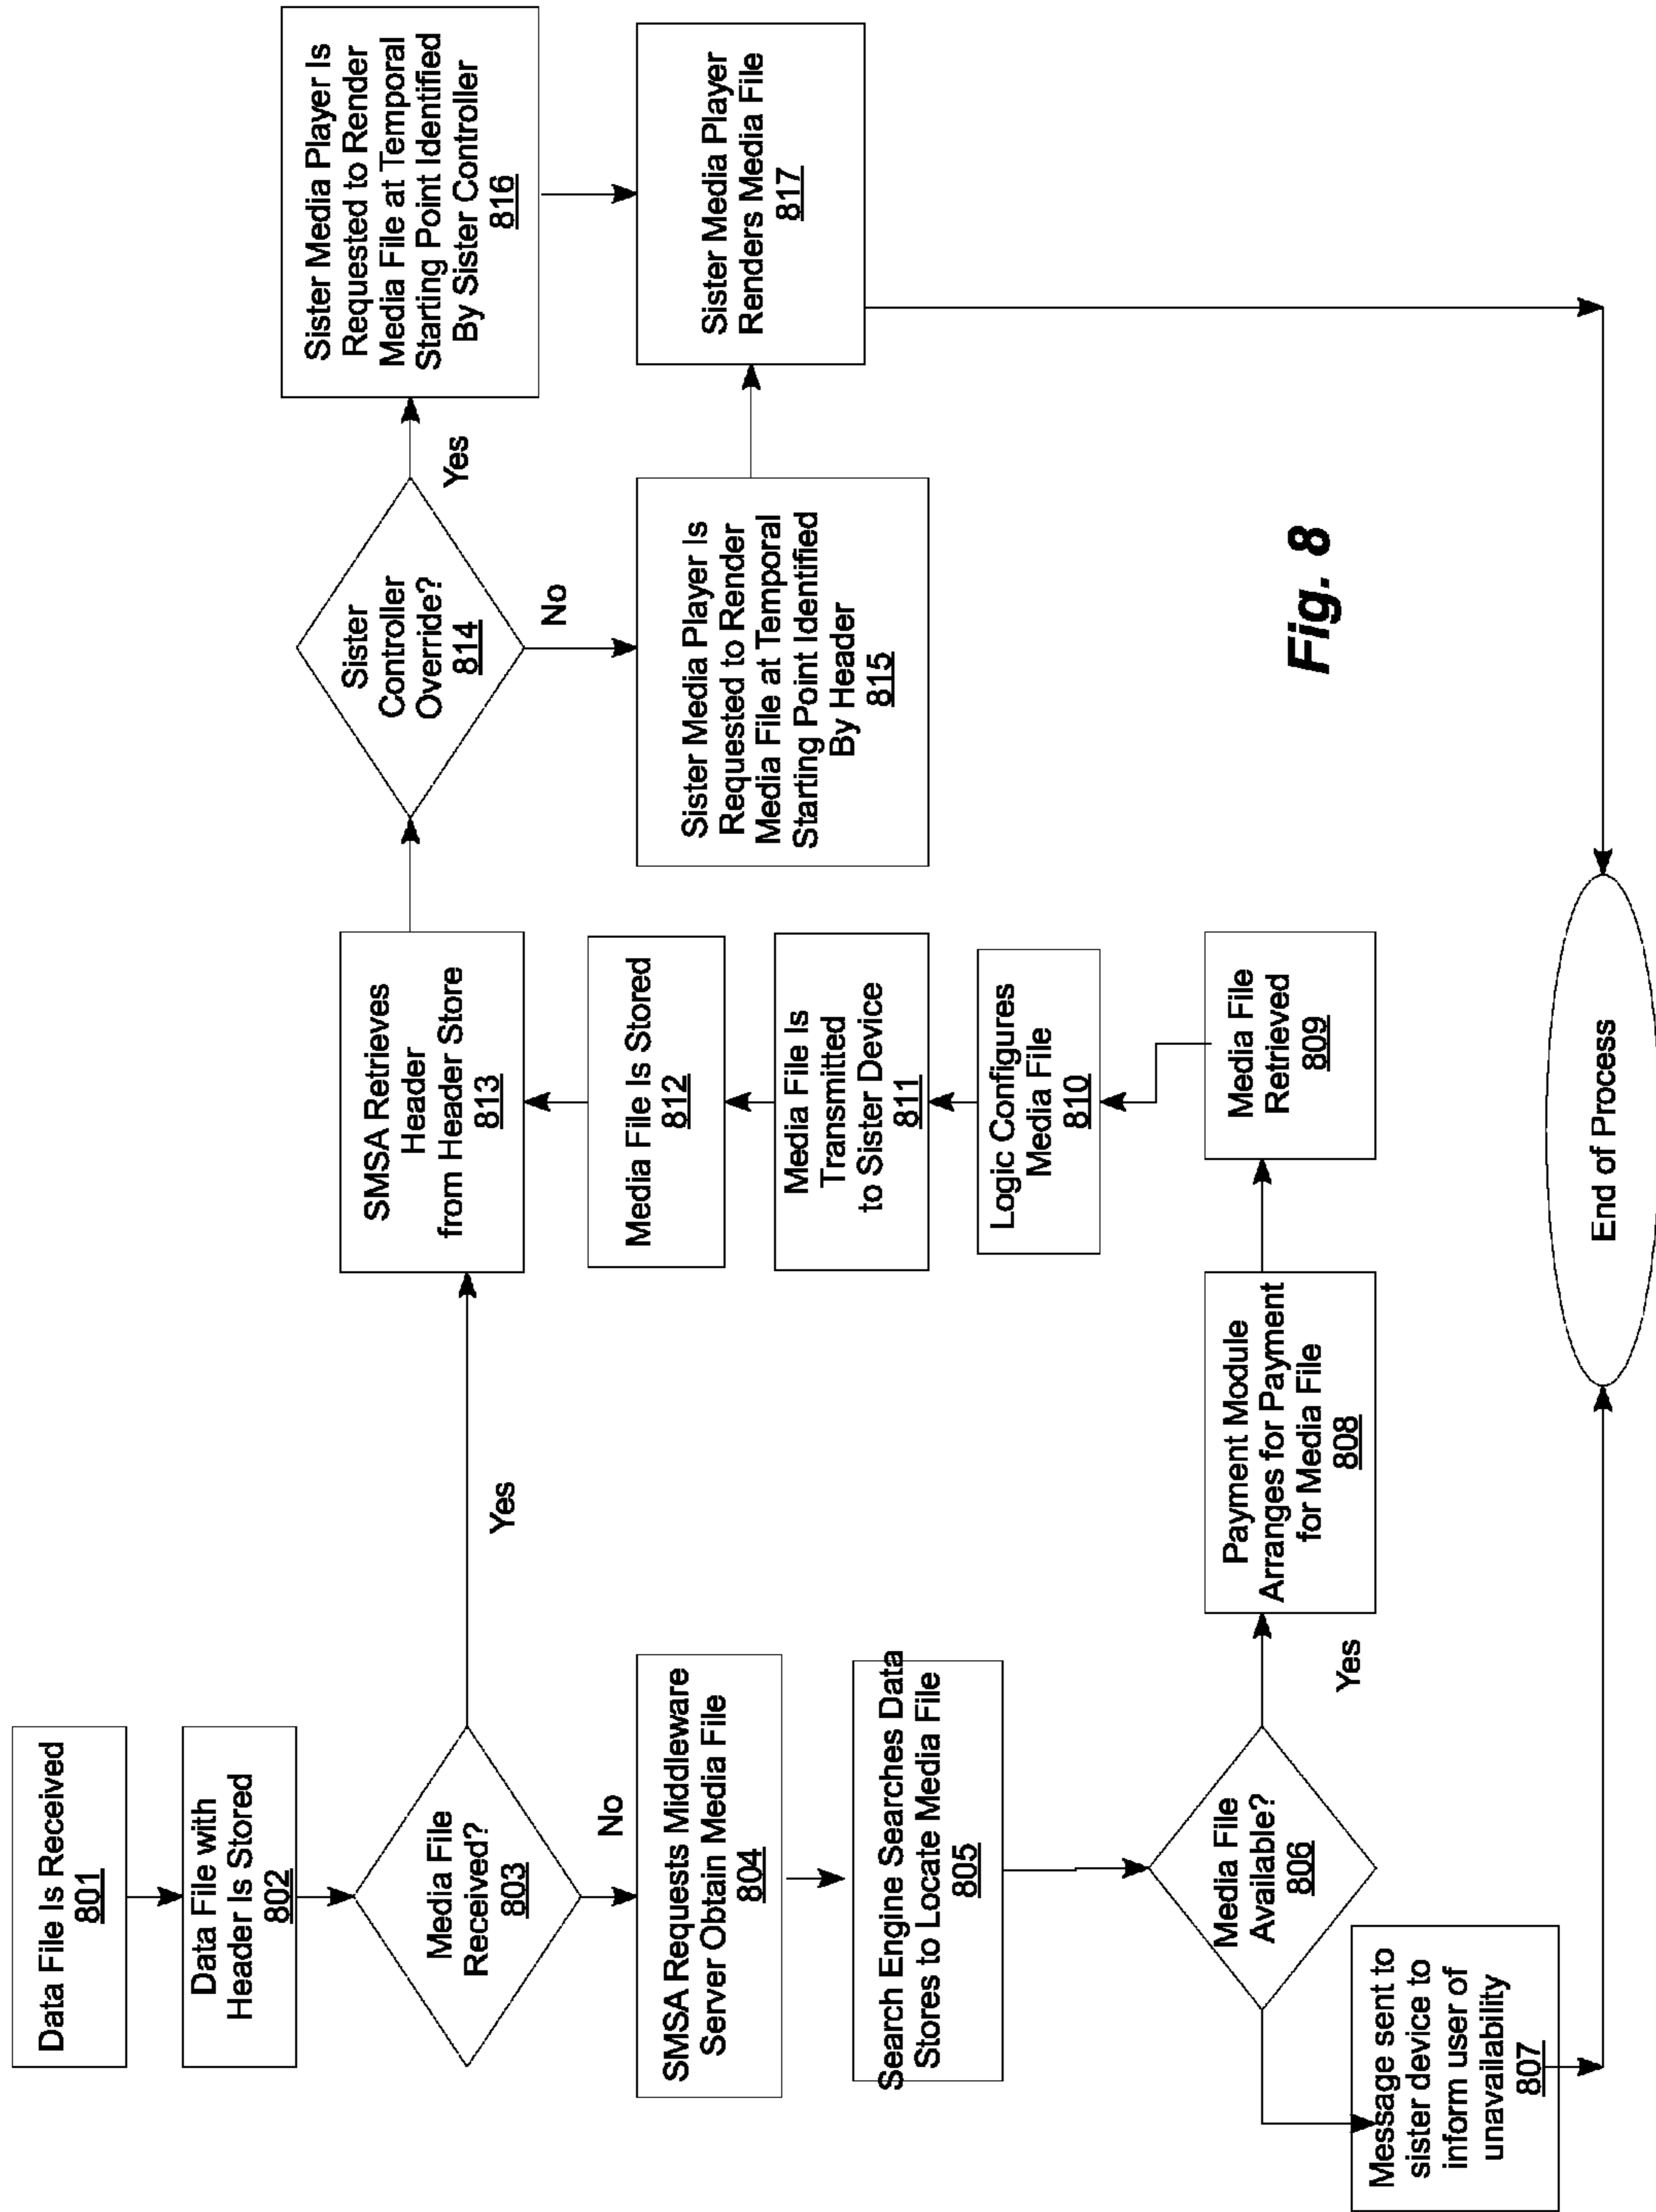 Data File Is Received
801
Data File with
Header Is Stored
802
Media File
Received?
803
Yes
No
SMSA Requests Middleware
Server Obtain Media File
804
Search Engine Searches Data
Stores to Locate Media File
805
Media File
Available?
806
Yes
Message sent to
sister device to
inform user of
unavailability
807
Payment Module
Arranges for Payment
for Media File
808
Media File
Retrieved
809
Logic Configures
Media File
810
Media File Is
Transmitted
to Sister Device
811
Media File Is Stored
812
SMSA Retrieves
Header
from Header Store
813
Sister
Controller
Override?
814
Yes
No
Sister Media Player Is
Requested to Render
Media File at Temporal
Starting Point Identified
By Header
815
Sister Media Player Is
Requested to Render
Media File at Temporal
Starting Point Identified
By Sister Controller
816
Sister Media Player
Renders Media File
817
End of Process
Fig. 8